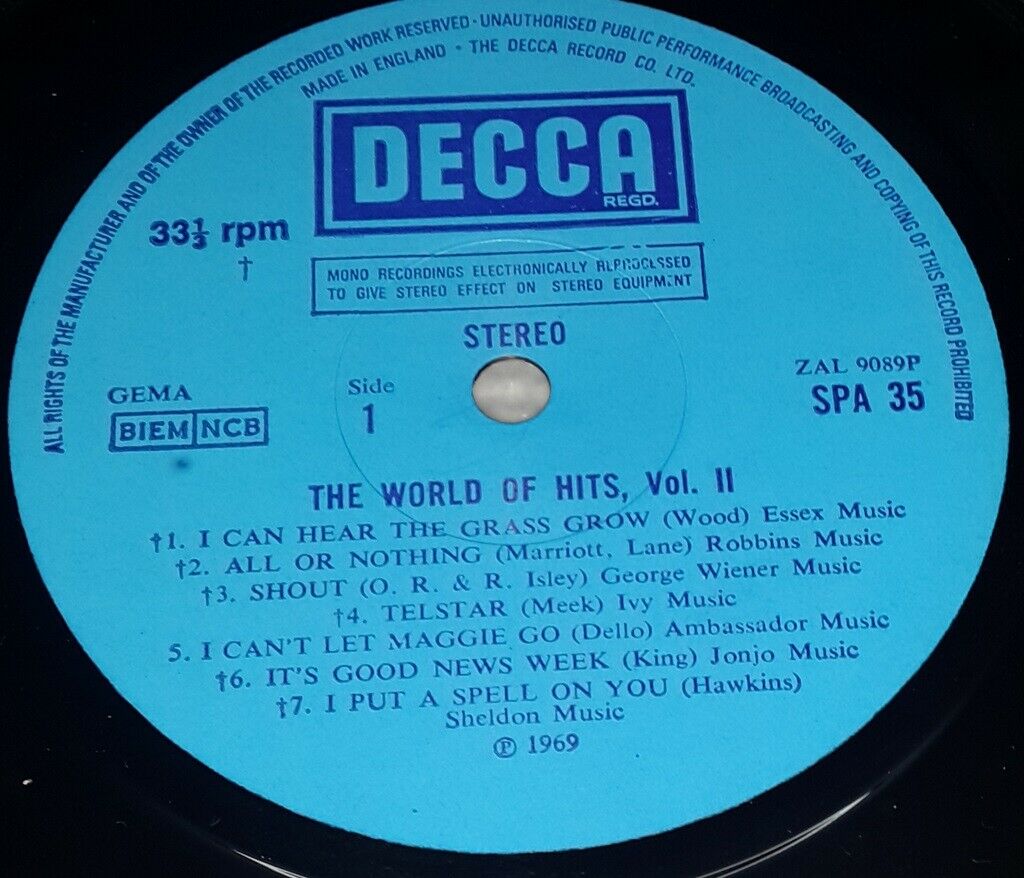 ALL RIGHTS OF THE MANUFACTURER AND OF THE OWNER OF THE RECORDED WORK RESERVED · UNAUTHORISED PUBLIC PERFORMANCE BROADCASTING AND COPYING OF THIS RECORD PROHIBITED
MADE IN ENGLAND · THE DECCA RECORD CO. LTD.
DECCA
REGD.
33⅓ rpm
†
MONO RECORDINGS ELECTRONICALLY REPROCESSED
TO GIVE STEREO EFFECT ON STEREO EQUIPMENT
STEREO
GEMA
BIEM NCB
Side
1
ZAL 9089P
SPA 35
THE WORLD OF HITS, Vol. II
†1. I CAN HEAR THE GRASS GROW (Wood) Essex Music
†2. ALL OR NOTHING (Marriott, Lane) Robbins Music
†3. SHOUT (O. R. & R. Isley) George Wiener Music
†4. TELSTAR (Meek) Ivy Music
5. I CAN'T LET MAGGIE GO (Dello) Ambassador Music
†6. IT'S GOOD NEWS WEEK (King) Jonjo Music
†7. I PUT A SPELL ON YOU (Hawkins)
Sheldon Music
℗ 1969